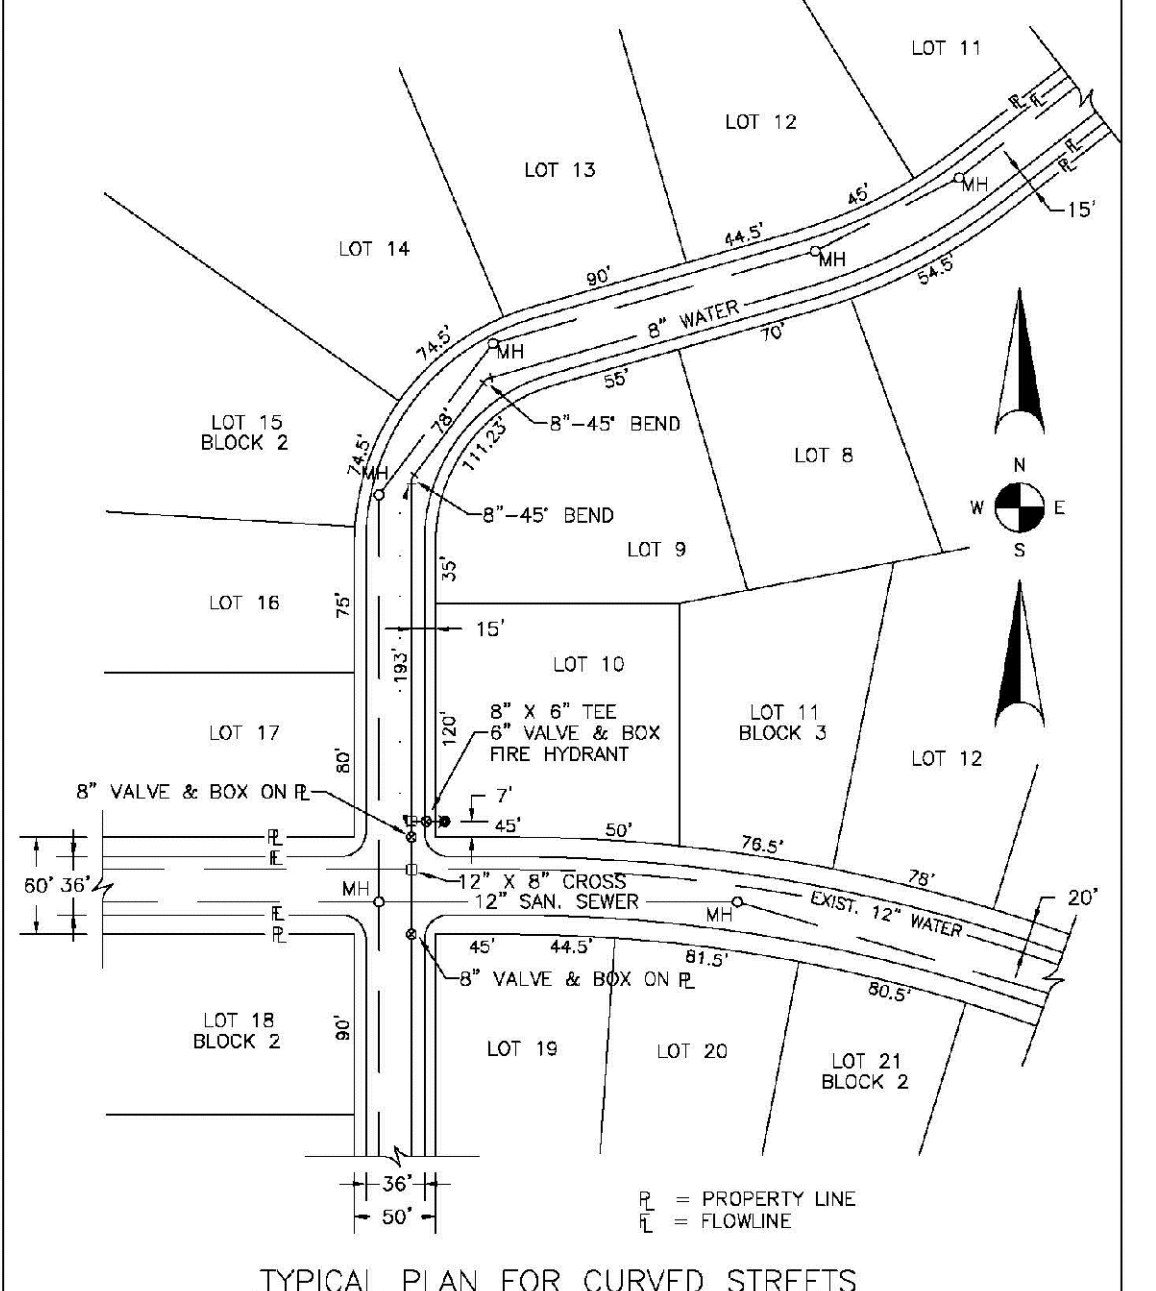 LOT 11
LOT 12
LOT 13
LOT 14
PL
FL
FL
PL
MH
15'
45'
44.5'
MH
90'
54.5'
8" WATER
70'
74.5'
MH
55'
8"-45° BEND
78'
111.23'
LOT 15
BLOCK 2
74.5'
MH
8"-45° BEND
LOT 8
N
W E
S
LOT 9
35'
LOT 16
75'
15'
193'
LOT 10
8" X 6" TEE
6" VALVE & BOX
FIRE HYDRANT
120'
LOT 11
BLOCK 3
LOT 12
LOT 17
80'
8" VALVE & BOX ON PL
7'
45'
50'
76.5'
78'
PL
FL
60' 36'
MH
12" X 8" CROSS
12" SAN. SEWER
MH
EXIST. 12" WATER
20'
FL
PL
45'
44.5'
81.5'
80.5'
8" VALVE & BOX ON PL
LOT 18
BLOCK 2
90'
LOT 19
LOT 20
LOT 21
BLOCK 2
36'
50'
PL = PROPERTY LINE
FL = FLOWLINE
TYPICAL PLAN FOR CURVED STREETS